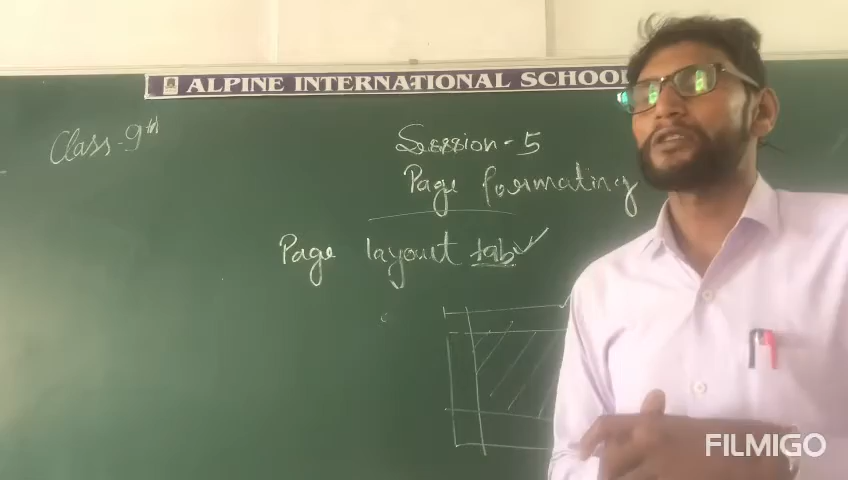 ALPINE INTERNATIONAL SCHOOL
Class-9th
Session-5
Page formating
Page layout tab
FILMIGO